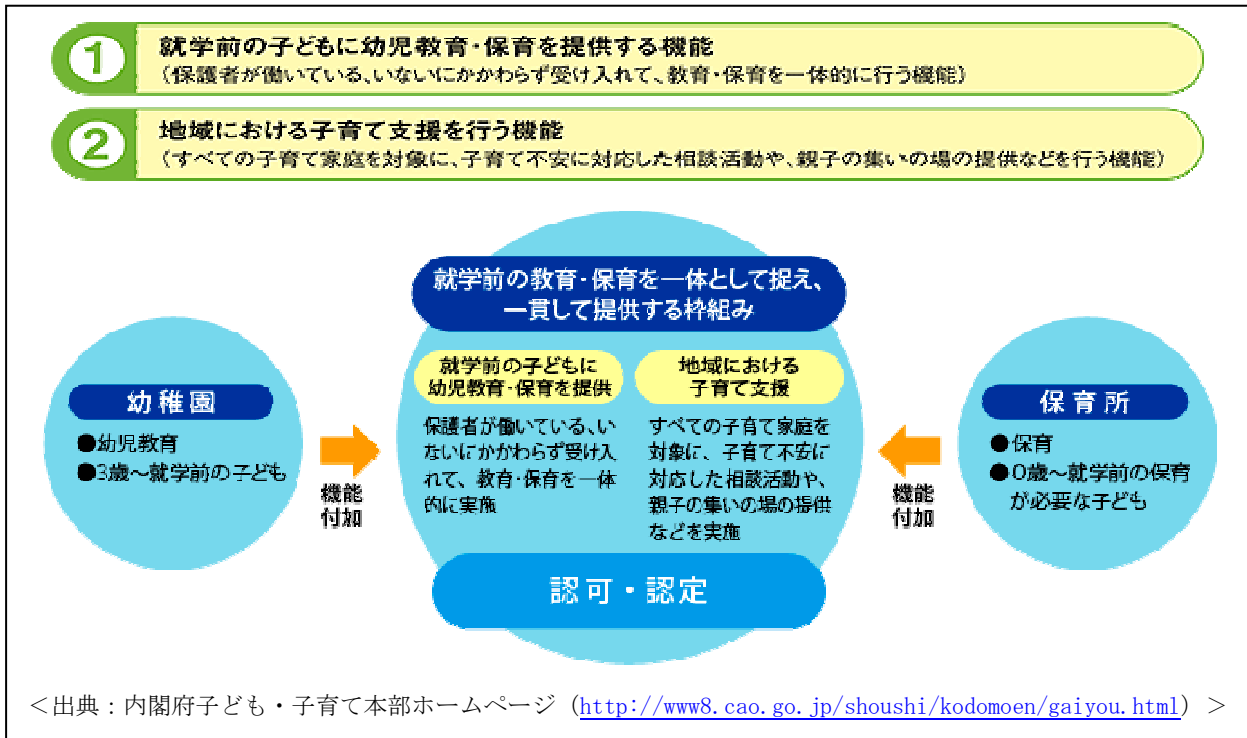 1
就学前の子どもに幼児教育・保育を提供する機能
(保護者が働いている、いないにかかわらず受け入れて、教育・保育を一体的に行う機能)
2
地域における子育て支援を行う機能
(すべての子育て家庭を対象に、子育て不安に対応した相談活動や、親子の集いの場の提供などを行う機能)
就学前の教育・保育を一体として捉え、
一貫して提供する枠組み
幼稚園
●幼児教育
●3歳~就学前の子ども
機能
付加
就学前の子どもに
幼児教育・保育を提供
保護者が働いている、い
ないにかかわらず受け入
れて、教育・保育を一体
的に実施
地域における
子育て支援
すべての子育て家庭を
対象に、子育て不安に
対応した相談活動や、
親子の集いの場の提供
などを実施
機能
付加
保育所
●保育
●0歳~就学前の保育
が必要な子ども
認可・認定
<出典:内閣府子ども・子育て本部ホームページ(http://www8.cao.go.jp/shoushi/kodomoen/gaiyou.html)>